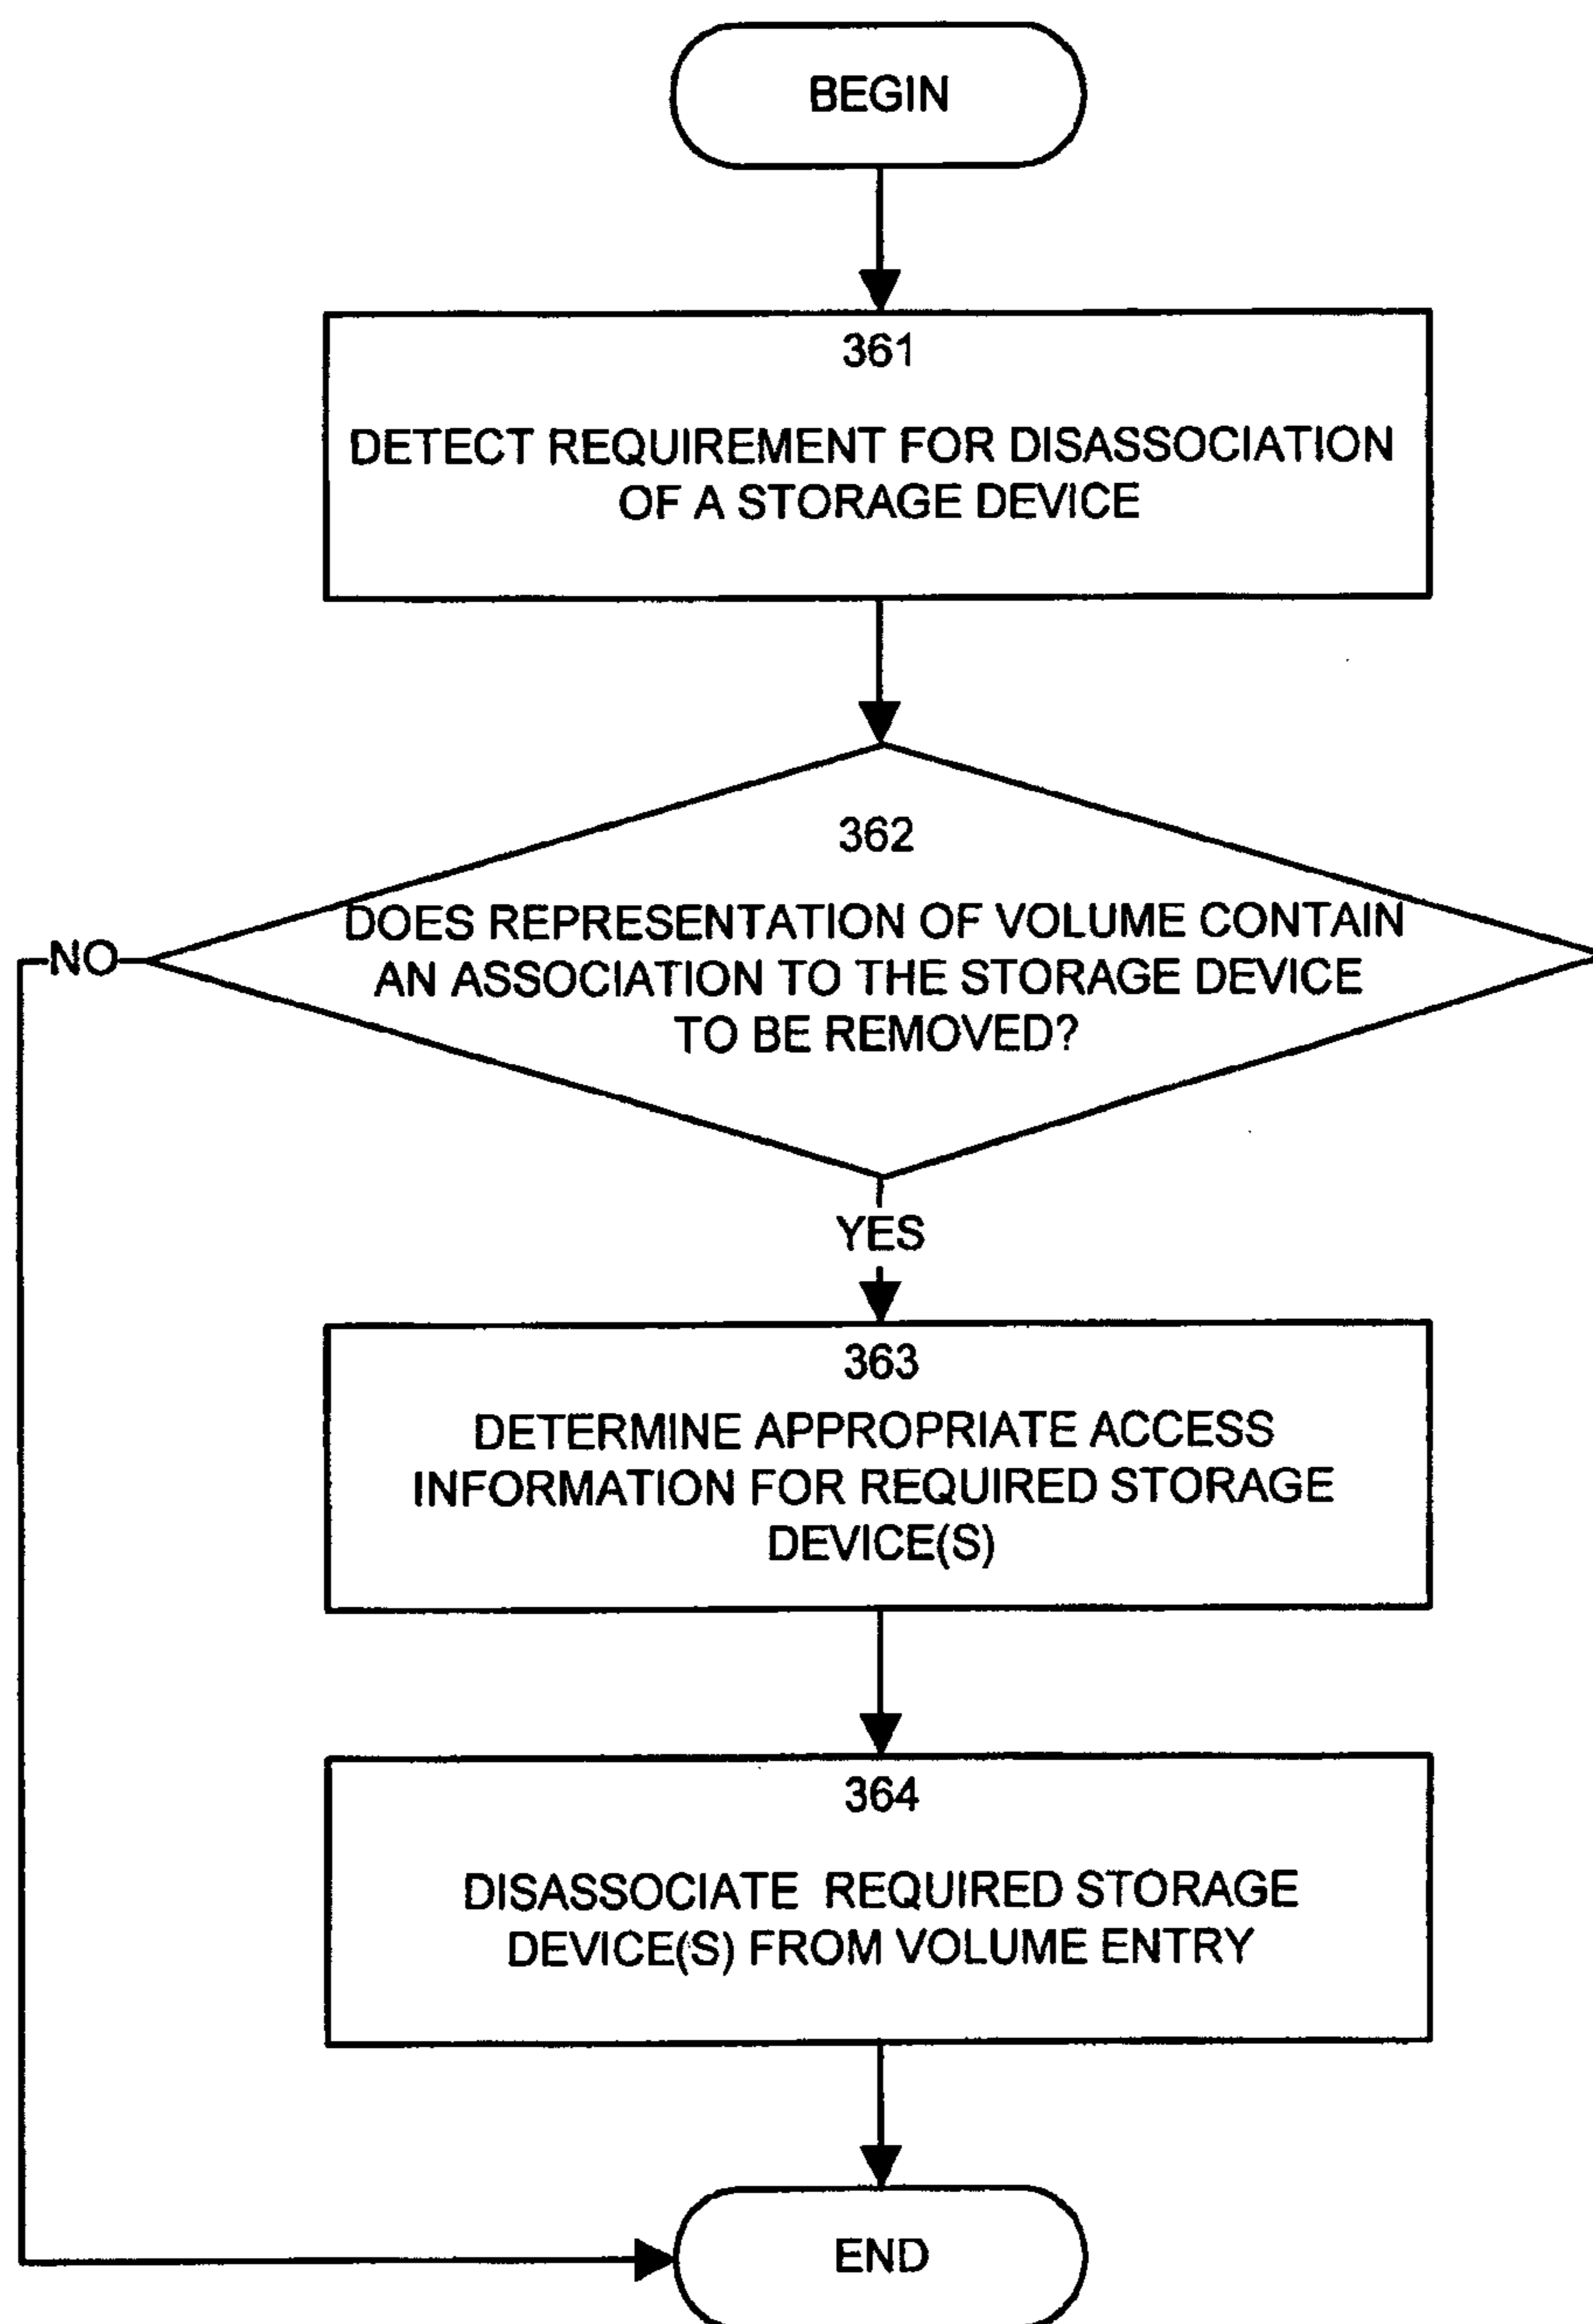 BEGIN
361
DETECT REQUIREMENT FOR DISASSOCIATION
OF A STORAGE DEVICE
362
DOES REPRESENTATION OF VOLUME CONTAIN
AN ASSOCIATION TO THE STORAGE DEVICE
TO BE REMOVED?
NO
YES
363
DETERMINE APPROPRIATE ACCESS
INFORMATION FOR REQUIRED STORAGE
DEVICE(S)
364
DISASSOCIATE REQUIRED STORAGE
DEVICE(S) FROM VOLUME ENTRY
END